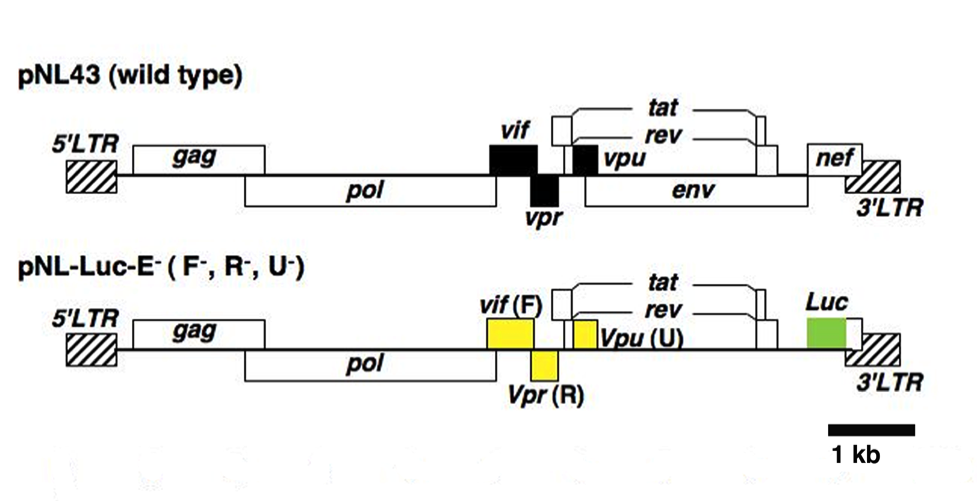 pNL43 (wild type)
5'LTR
gag
pol
vif
vpr
vpu
tat
rev
env
nef
3'LTR
pNL-Luc-E- ( F-, R-, U-)
5'LTR
gag
pol
vif (F)
Vpr (R)
Vpu (U)
tat
rev
Luc
3'LTR
1 kb